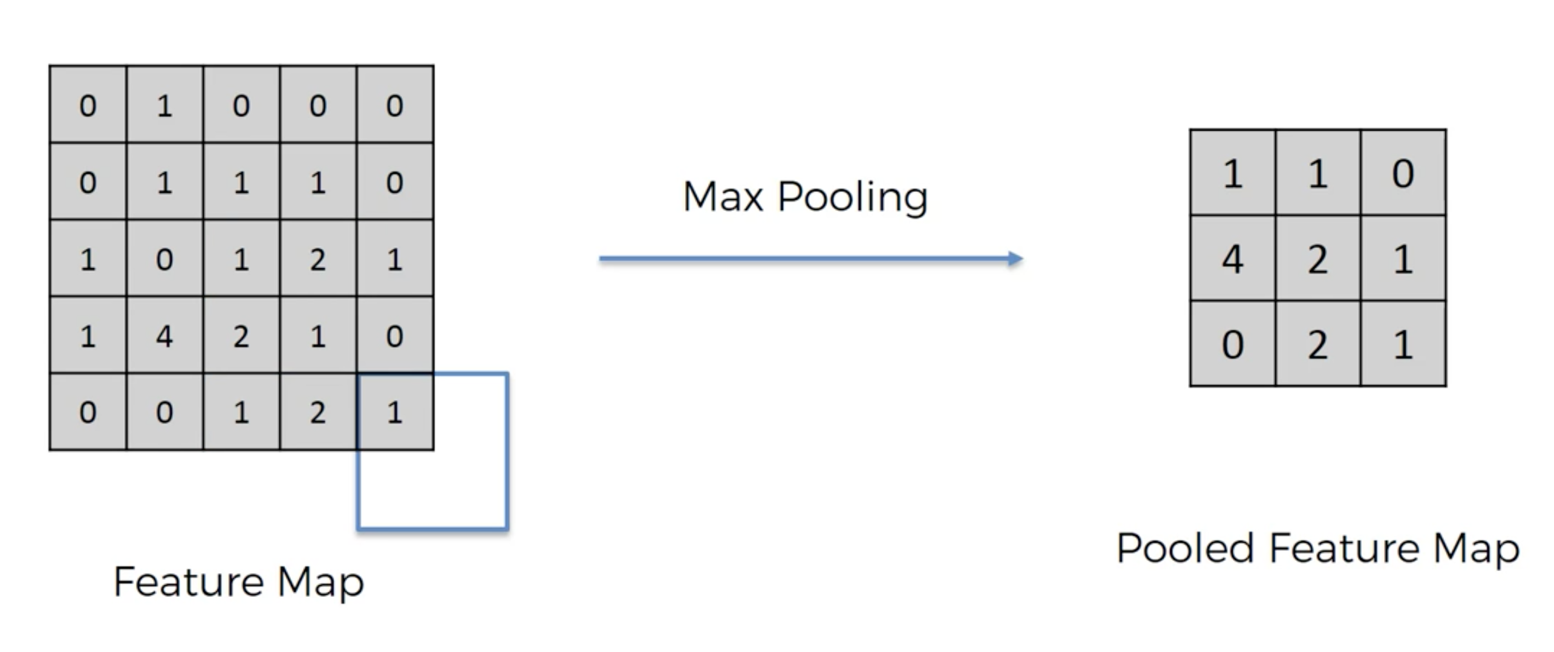 0 1 0 0 0
0 1 1 1 0
1 0 1 2 1
1 4 2 1 0
0 0 1 2 1
Feature Map
Max Pooling
1 1 0
4 2 1
0 2 1
Pooled Feature Map